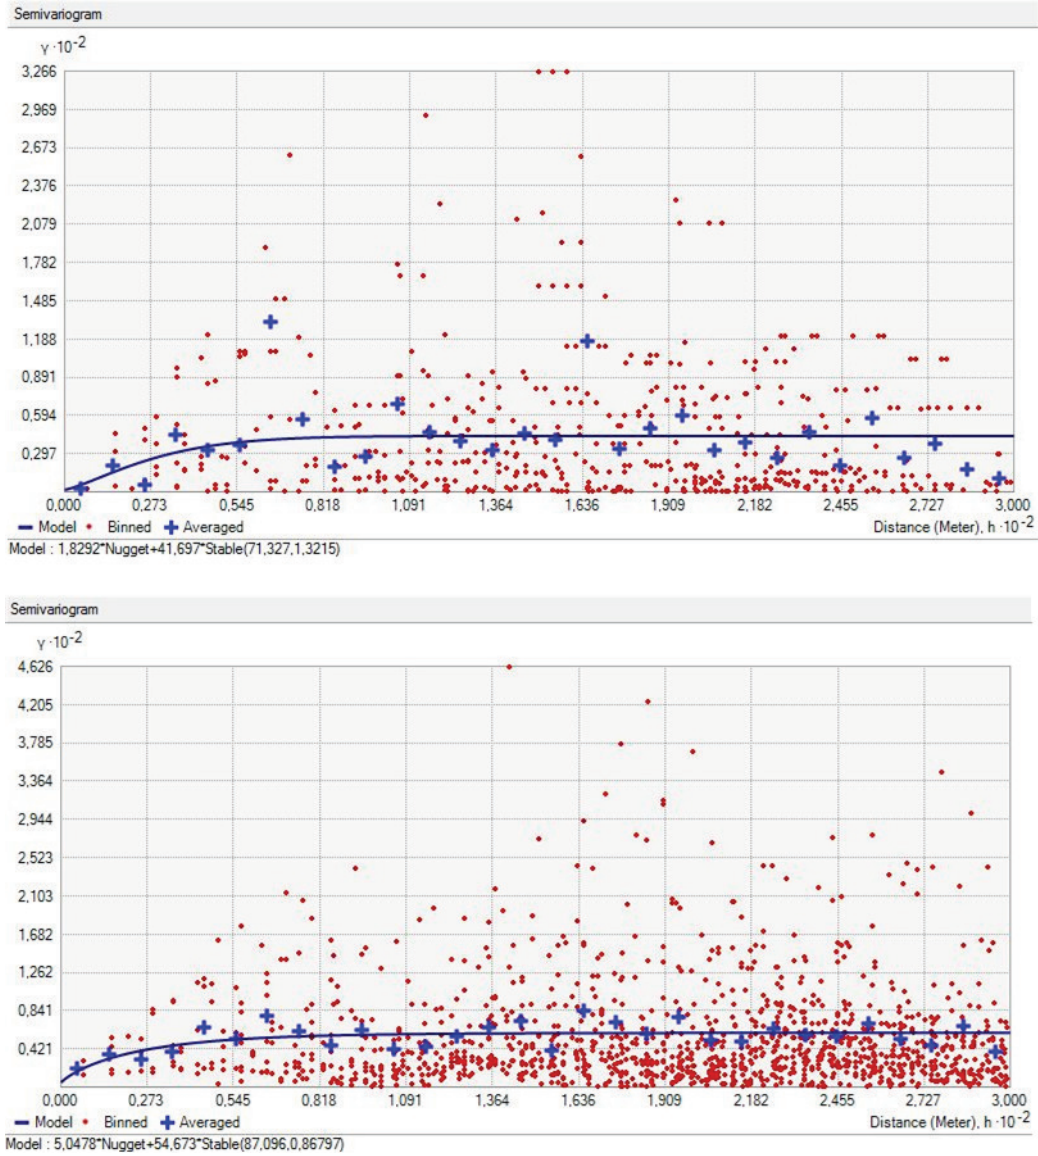 Semivariogram
γ ·10⁻²
3,266
2,969
2,673
2,376
2,079
1,782
1,485
1,188
0,891
0,594
0,297
0,000 0,273 0,545 0,818 1,091 1,364 1,636 1,909 2,182 2,455 2,727 3,000
Model Binned Averaged Distance (Meter), h ·10⁻²
Model : 1,8292*Nugget+41,697*Stable(71,327,1,3215)
Semivariogram
γ ·10⁻²
4,626
4,205
3,785
3,364
2,944
2,523
2,103
1,682
1,262
0,841
0,421
0,000 0,273 0,545 0,818 1,091 1,364 1,636 1,909 2,182 2,455 2,727 3,000
Model Binned Averaged Distance (Meter), h ·10⁻²
Model : 5,0478*Nugget+54,673*Stable(87,096,0,86797)